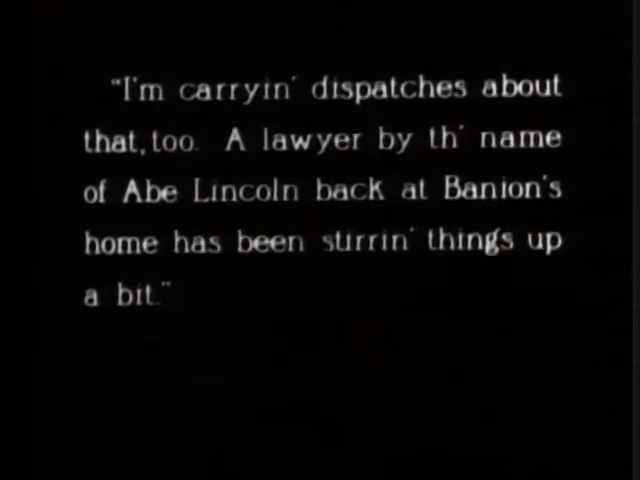 "I'm carryin' dispatches about
that, too. A lawyer by th' name
of Abe Lincoln back at Banion's
home has been stirrin' things up
a bit."